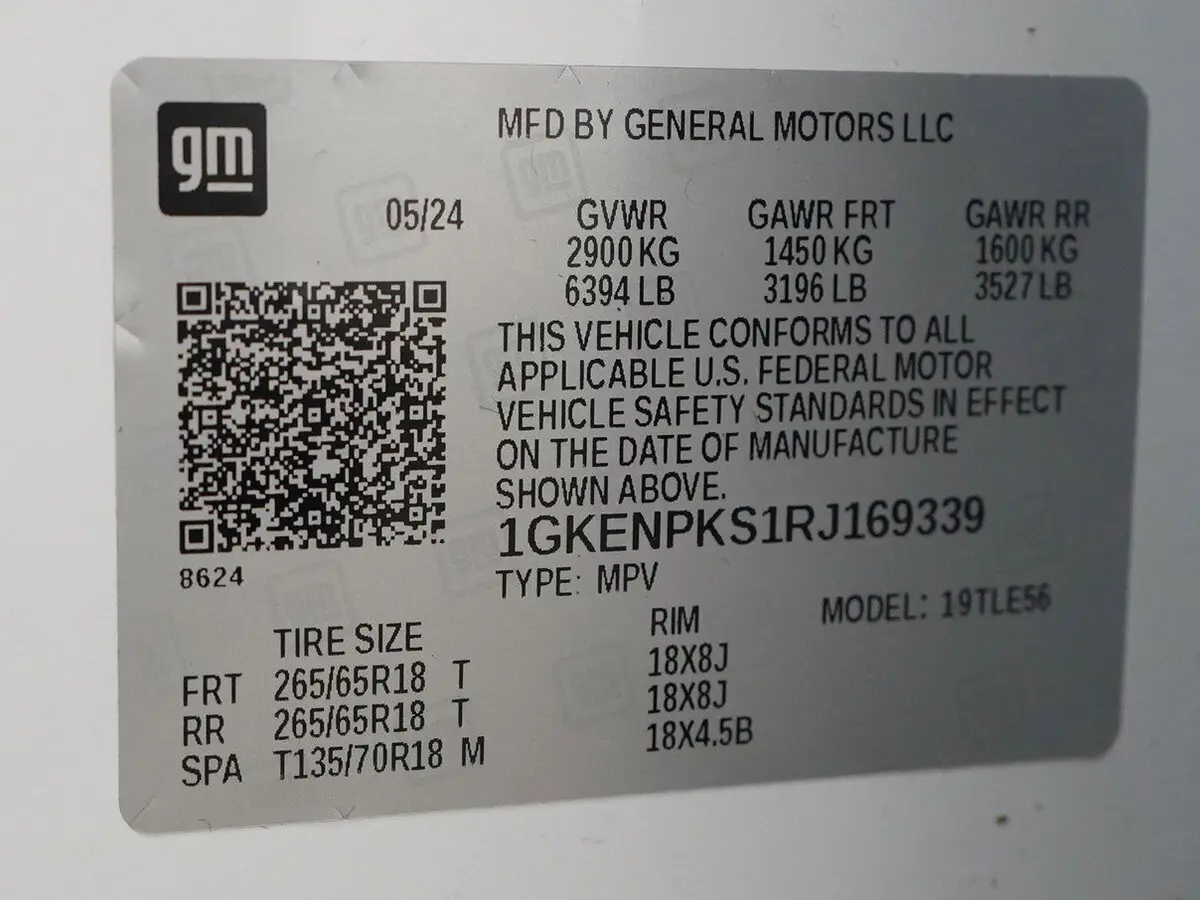 gm
MFD BY GENERAL MOTORS LLC
05/24 GVWR GAWR FRT GAWR RR
2900 KG 1450 KG 1600 KG
6394 LB 3196 LB 3527 LB
THIS VEHICLE CONFORMS TO ALL
APPLICABLE U.S. FEDERAL MOTOR
VEHICLE SAFETY STANDARDS IN EFFECT
ON THE DATE OF MANUFACTURE
SHOWN ABOVE.
1GKENPKS1RJ169339
8624
TYPE: MPV
MODEL: 19TLE56
TIRE SIZE RIM
FRT 265/65R18 T 18X8J
RR 265/65R18 T 18X8J
SPA T135/70R18 M 18X4.5B